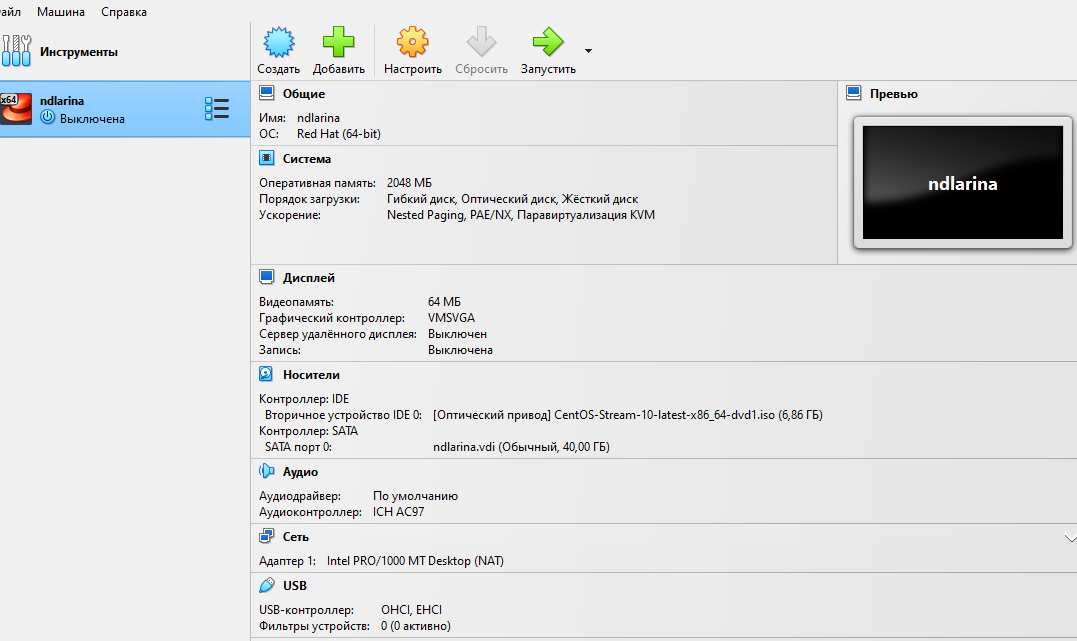 айл Машина Справка
Инструменты
Создать Добавить Настроить Сбросить Запустить
x64
ndlarina
Выключена
Общие
Имя: ndlarina
ОС: Red Hat (64-bit)
Превью
ndlarina
Система
Оперативная память: 2048 МБ
Порядок загрузки: Гибкий диск, Оптический диск, Жёсткий диск
Ускорение: Nested Paging, PAE/NX, Паравиртуализация KVM
Дисплей
Видеопамять: 64 МБ
Графический контроллер: VMSVGA
Сервер удалённого дисплея: Выключен
Запись: Выключена
Носители
Контроллер: IDE
Вторичное устройство IDE 0: [Оптический привод] CentOS-Stream-10-latest-x86_64-dvd1.iso (6,86 ГБ)
Контроллер: SATA
SATA порт 0: ndlarina.vdi (Обычный, 40,00 ГБ)
Аудио
Аудиодрайвер: По умолчанию
Аудиоконтроллер: ICH AC97
Сеть
Адаптер 1: Intel PRO/1000 MT Desktop (NAT)
USB
USB-контроллер: OHCI, EHCI
Фильтры устройств: 0 (0 активно)